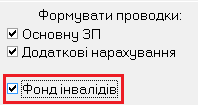 Формувати проводки:
Основну ЗП
Додаткові нарахування
Фонд інвалідів